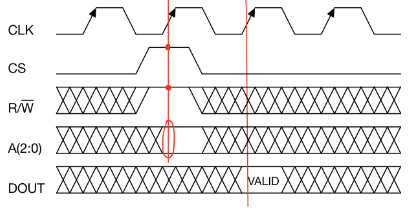 CLK
CS
R/W̅
A(2:0)
DOUT VALID